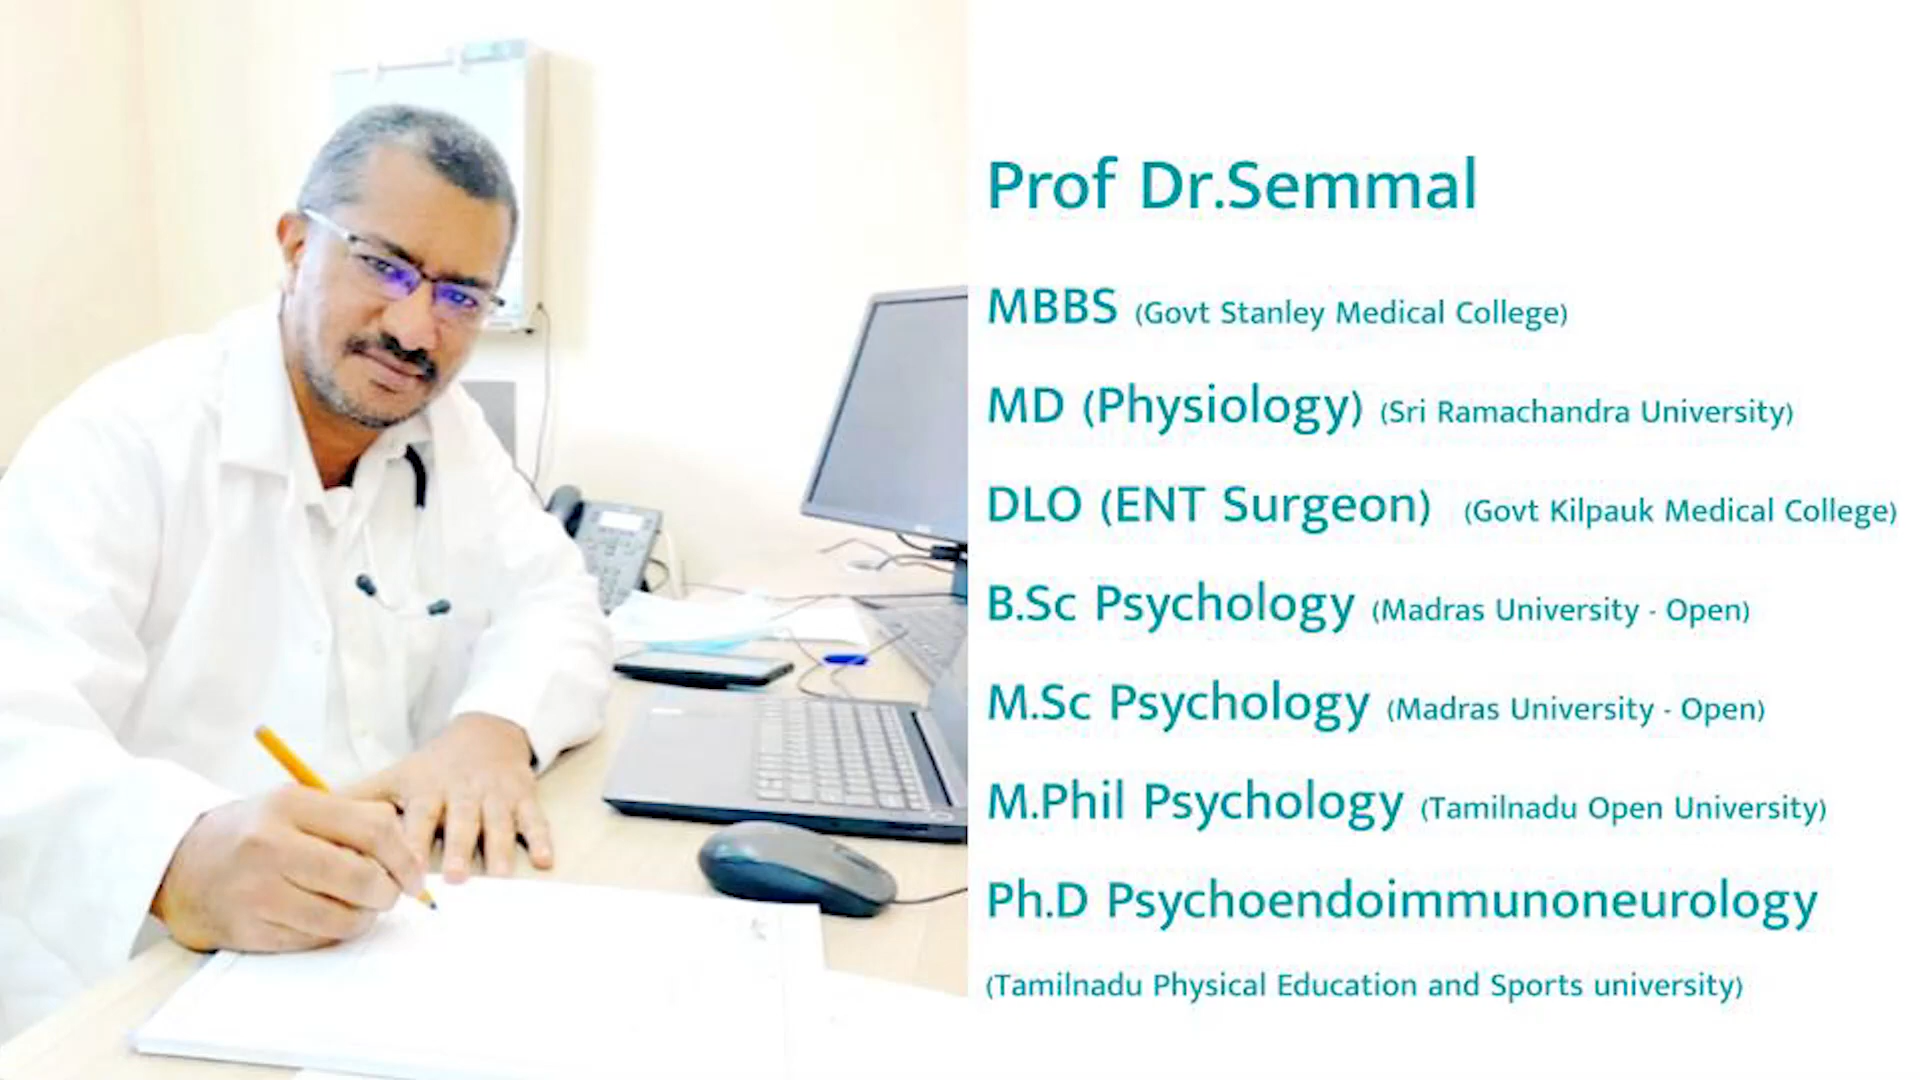 Prof Dr.Semmal
MBBS (Govt Stanley Medical College)
MD (Physiology) (Sri Ramachandra University)
DLO (ENT Surgeon) (Govt Kilpauk Medical College)
B.Sc Psychology (Madras University - Open)
M.Sc Psychology (Madras University - Open)
M.Phil Psychology (Tamilnadu Open University)
Ph.D Psychoendoimmunoneurology
(Tamilnadu Physical Education and Sports university)